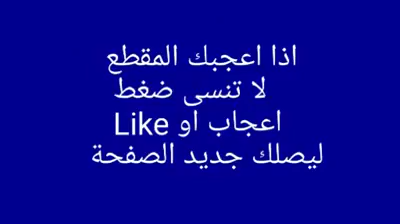 اذا اعجبك المقطع
لا تنسى ضغط
اعجاب او Like
ليصلك جديد الصفحة